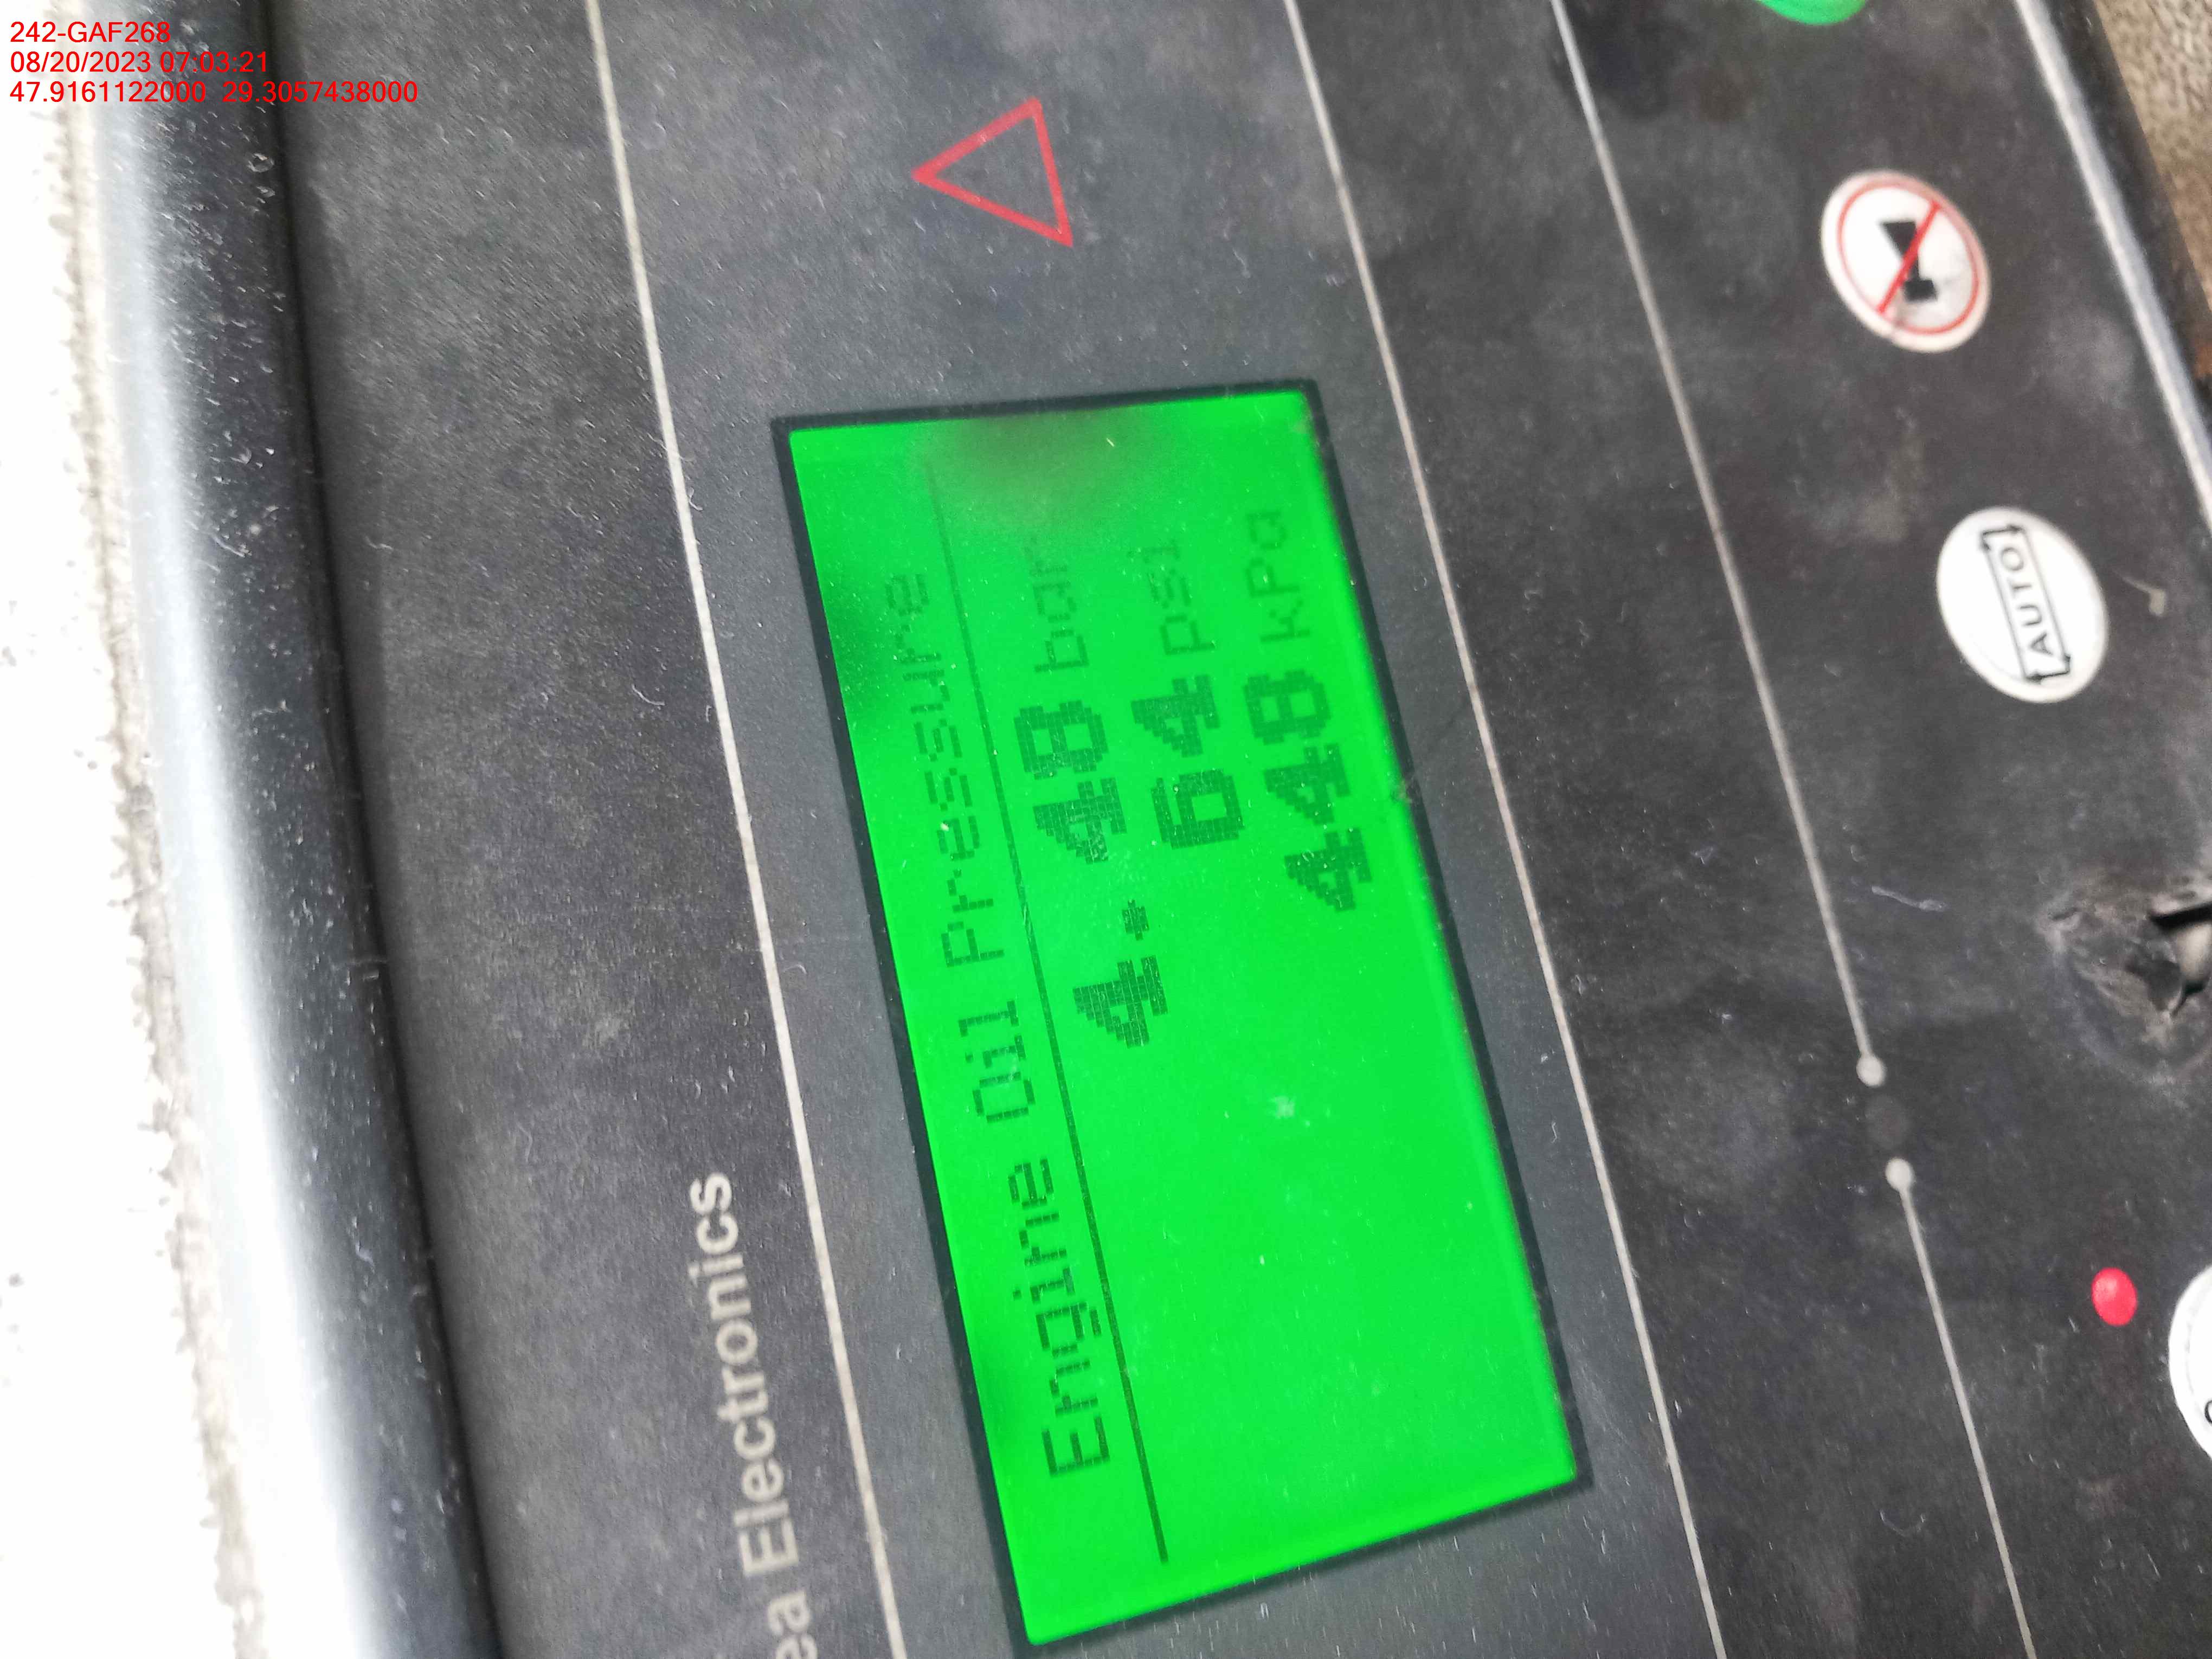 242-GAF268
08/20/2023 07:03:21
47.9161122000 29.3057438000
ea Electronics
Engine Oil Pressure
4.48 bar
64 psi
448 kPa
AUTO